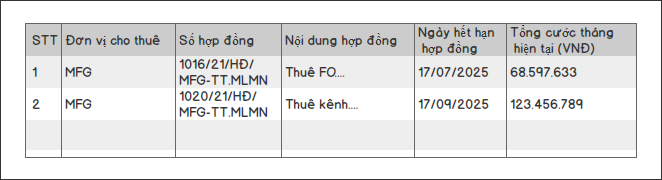 STT Đơn vị cho thuê Số hợp đồng Nội dung hợp đồng Ngày hết hạn hợp đồng Tổng cước tháng hiện tại (VNĐ)
1 MFG 1016/21/HĐ/ MFG-TT.MLMN Thuê FO.... 17/07/2025 68.597.633
2 MFG 1020/21/HĐ/ MFG-TT.MLMN Thuê kênh.... 17/09/2025 123.456.789